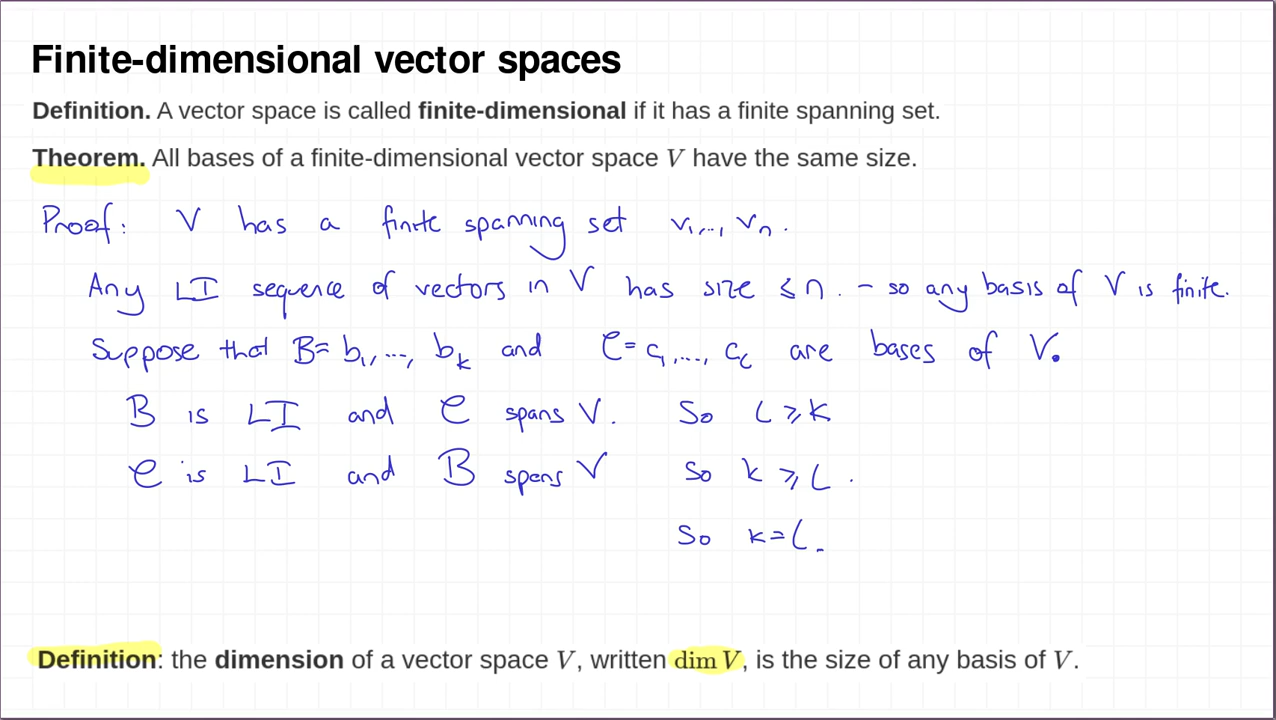 Finite-dimensional vector spaces
Definition. A vector space is called finite-dimensional if it has a finite spanning set.
Theorem. All bases of a finite-dimensional vector space V have the same size.
Proof: V has a finite spanning set v₁,..., vₙ.
Any LI sequence of vectors in V has size ≤ n. - so any basis of V is finite.
Suppose that B = b₁,..., bₖ and C = c₁,..., c_l are bases of V.
B is LI and C spans V. So l ⩾ k
C is LI and B spans V So k ⩾ l.
So k = l.
Definition: the dimension of a vector space V, written dim V, is the size of any basis of V.